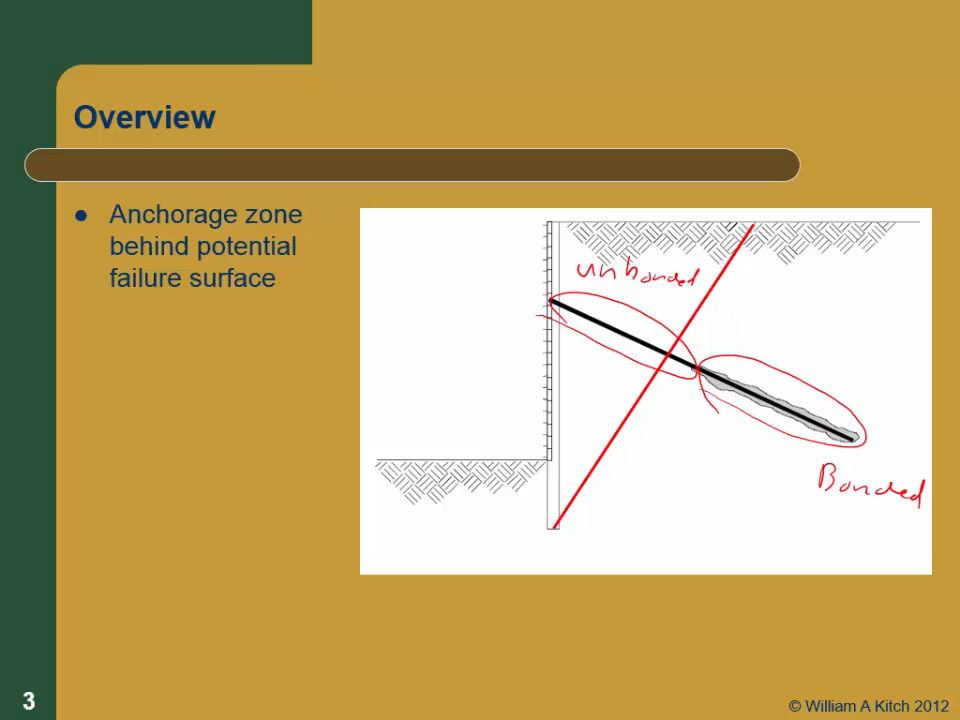 Overview
Anchorage zone
behind potential
failure surface
unbonded
Bonded
3
© William A Kitch 2012